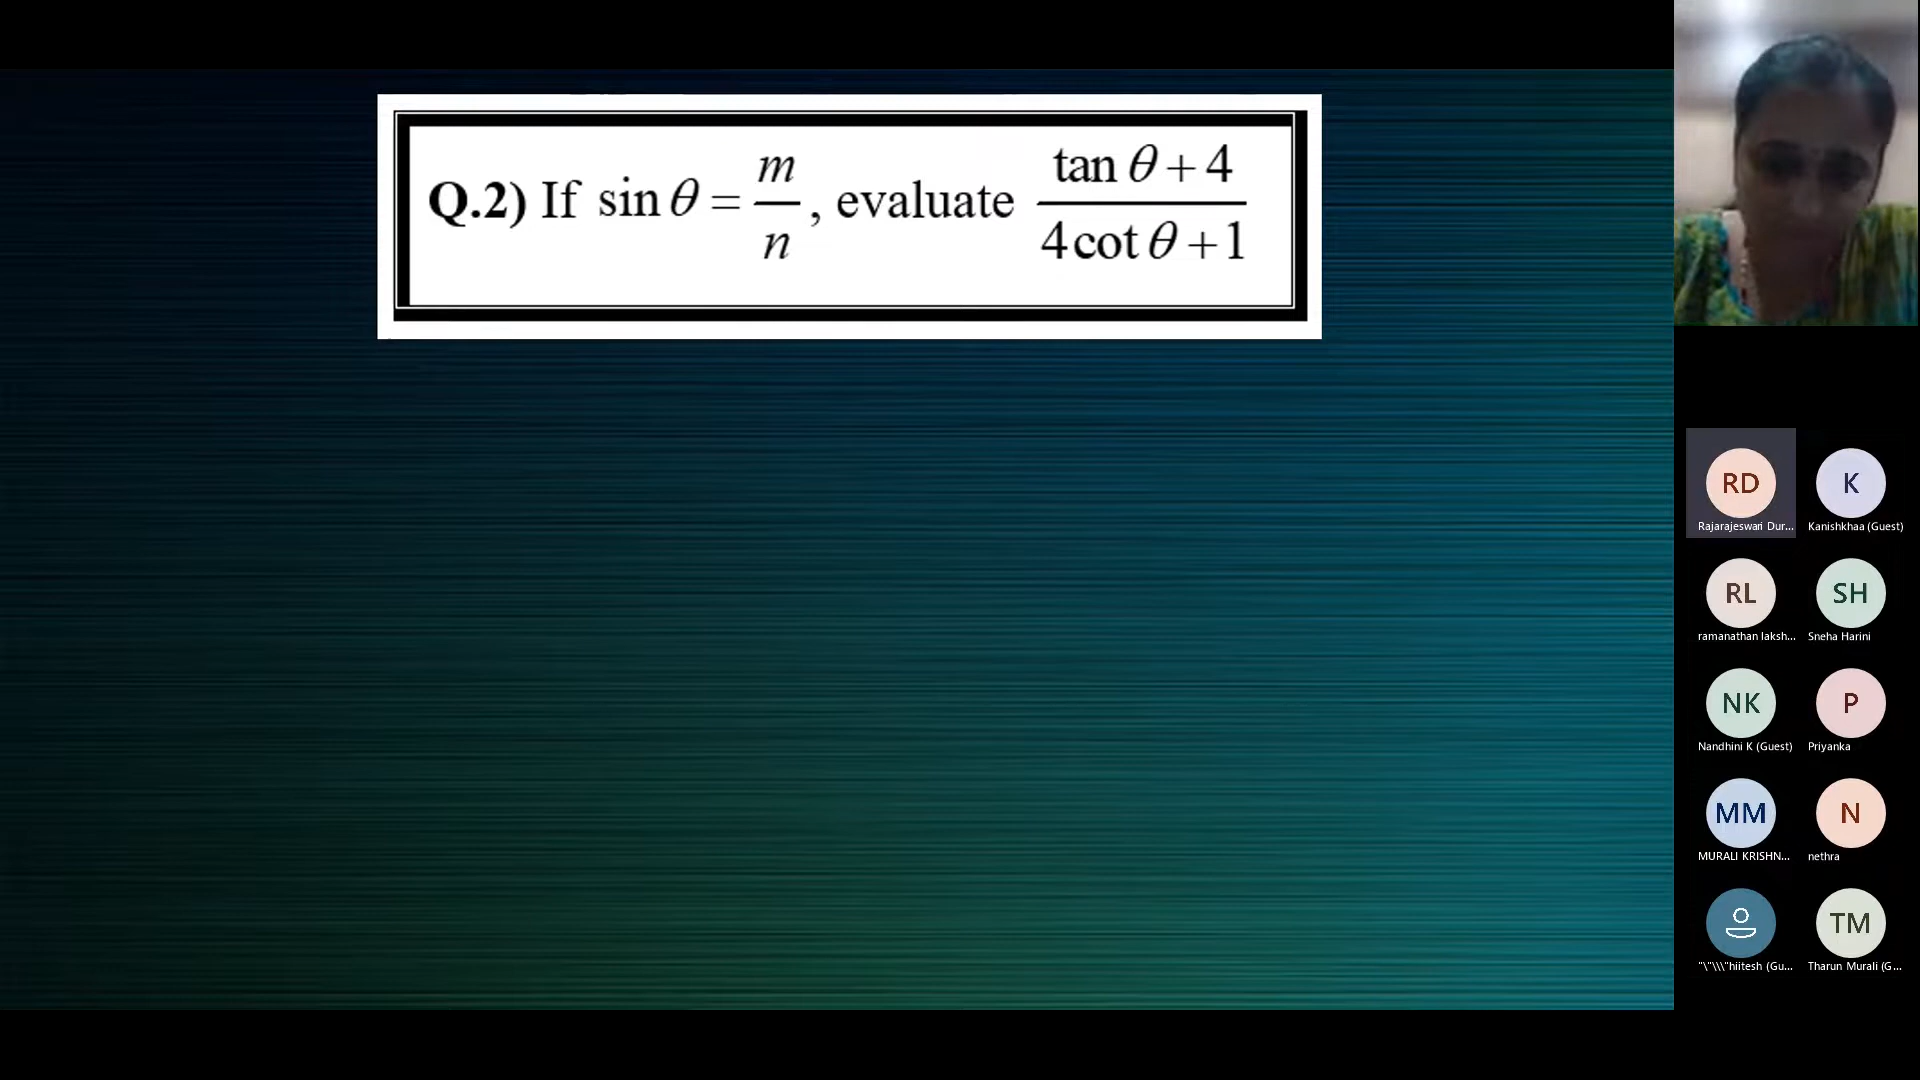 Q.2) If sin θ = m/n, evaluate (tan θ + 4)/(4 cot θ + 1)
RD
K
Rajarajeswari Dur...
Kanishkhaa (Guest)
RL
SH
ramanathan laksh...
Sneha Harini
NK
P
Nandhini K (Guest)
Priyanka
MM
N
MURALI KRISHN...
nethra
TM
"\"\\\"hiitesh (Gu...
Tharun Murali (G...